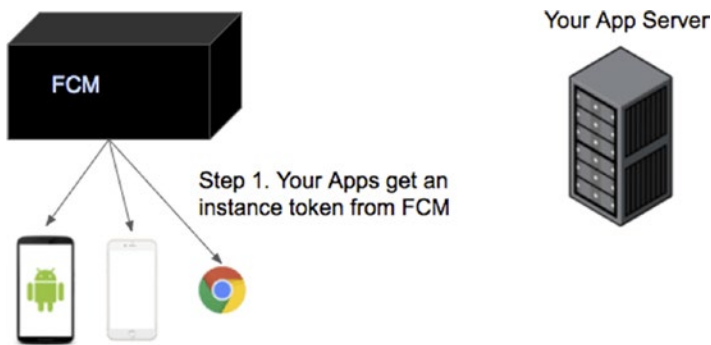 Your App Server
FCM
Step 1. Your Apps get an
instance token from FCM